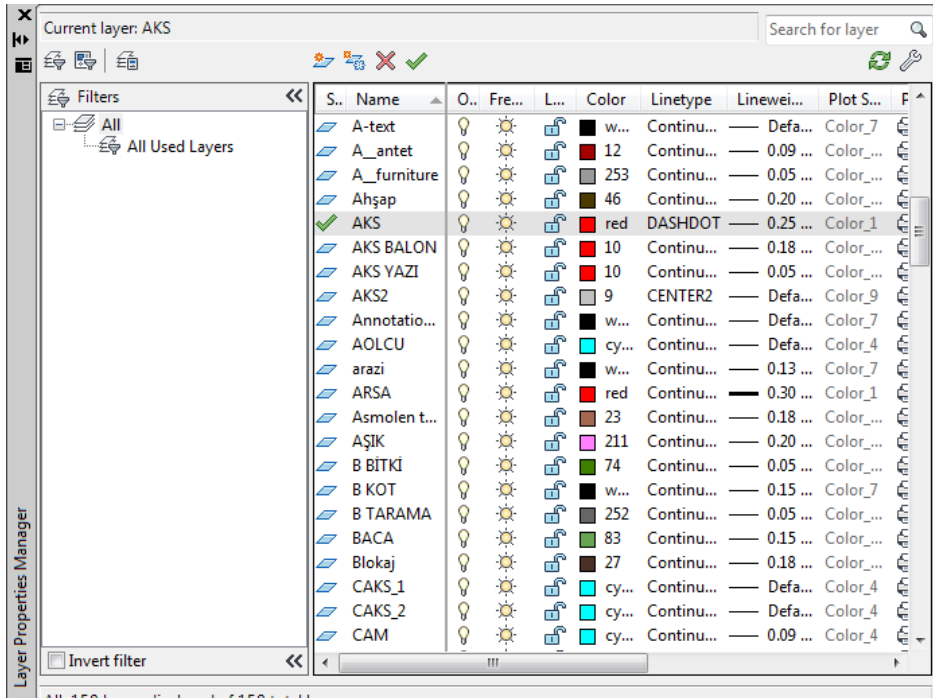 Current layer: AKS
Search for layer
Filters
All
All Used Layers
S.. Name O.. Fre... L... Color Linetype Linewei... Plot S... P
A-text w... Continu... Defa... Color_7
A__antet 12 Continu... 0.09 ... Color_...
A__furniture 253 Continu... 0.05 ... Color_...
Ahşap 46 Continu... 0.20 ... Color_...
AKS red DASHDOT 0.25 ... Color_1
AKS BALON 10 Continu... 0.18 ... Color_...
AKS YAZI 10 Continu... 0.05 ... Color_...
AKS2 9 CENTER2 Defa... Color_9
Annotatio... w... Continu... Defa... Color_7
AOLCU cy... Continu... Defa... Color_4
arazi w... Continu... 0.13 ... Color_7
ARSA red Continu... 0.30 ... Color_1
Asmolen t... 23 Continu... 0.18 ... Color_...
AŞIK 211 Continu... 0.20 ... Color_...
B BİTKİ 74 Continu... 0.05 ... Color_...
B KOT w... Continu... 0.15 ... Color_7
B TARAMA 252 Continu... 0.05 ... Color_...
BACA 83 Continu... 0.15 ... Color_...
Blokaj 27 Continu... 0.18 ... Color_...
CAKS_1 cy... Continu... Defa... Color_4
CAKS_2 cy... Continu... Defa... Color_4
CAM cy... Continu... 0.09 ... Color_4
Invert filter
Layer Properties Manager